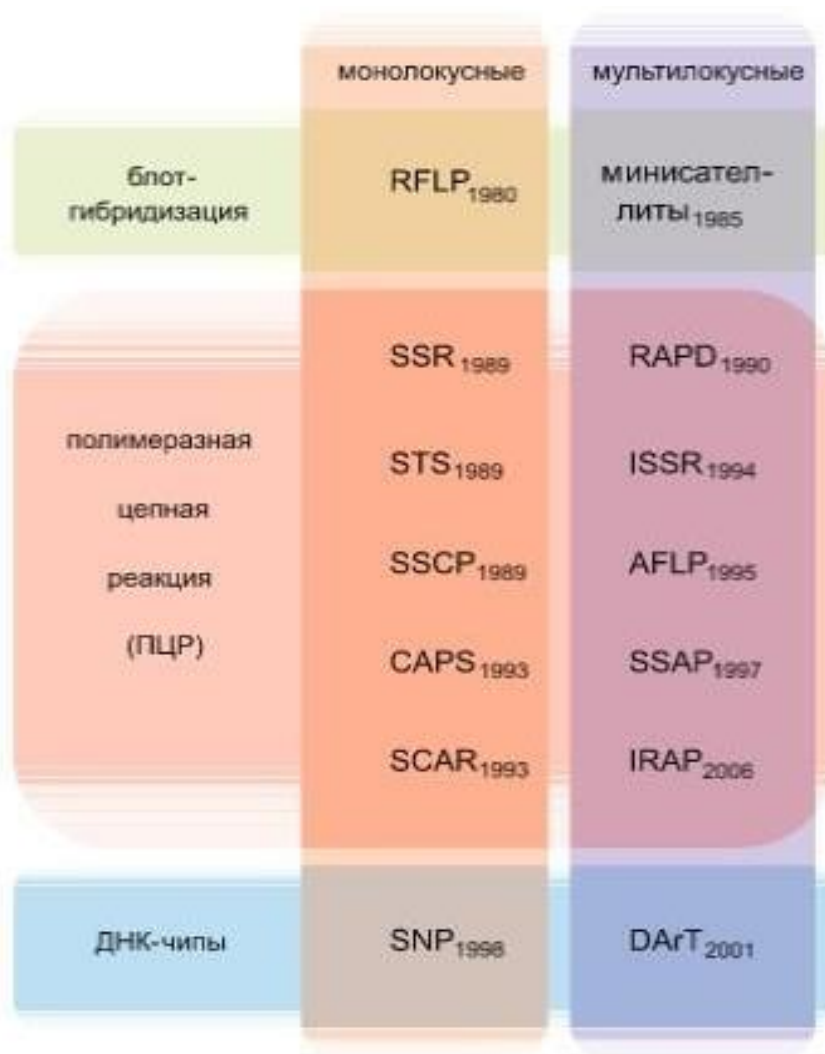 монолокусные мультилокусные
блот-
гибридизация
RFLP1980
минисател-
литы1985
полимеразная
цепная
реакция
(ПЦР)
SSR1989 RAPD1990
STS1989 ISSR1994
SSCP1989 AFLP1995
CAPS1993 SSAP1997
SCAR1993 IRAP2006
ДНК-чипы SNP1998 DArT2001